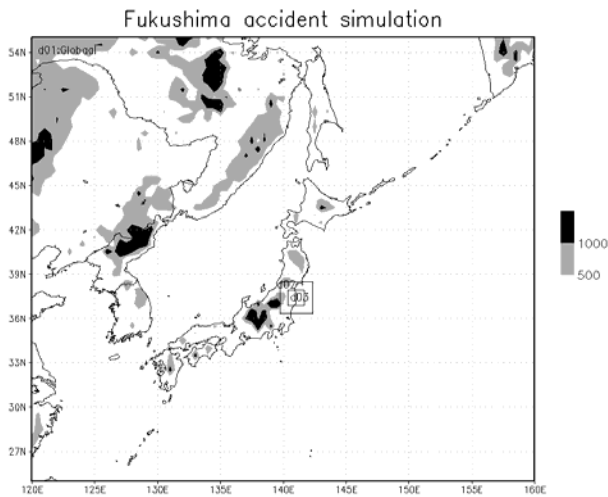 Fukushima accident simulation
d01:Globaal
54N
51N
48N
45N
42N
39N
36N
33N
30N
27N
d02
d03
1000
500
120E 125E 130E 135E 140E 145E 150E 155E 160E